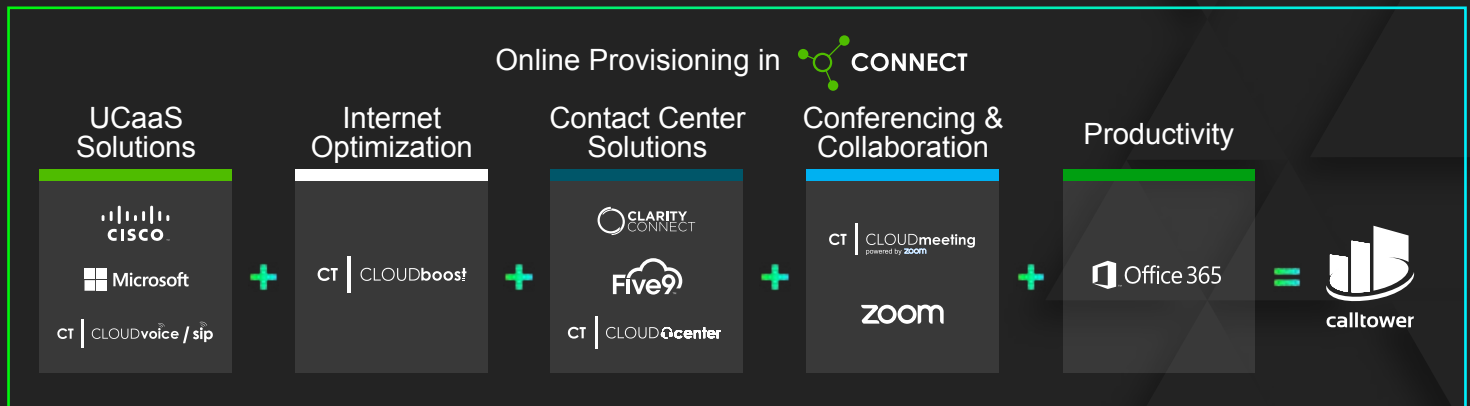 Online Provisioning in CONNECT
UCaaS
Solutions
Internet
Optimization
Contact Center
Solutions
Conferencing &
Collaboration
Productivity
CISCO
Microsoft
CT | CLOUDvoice / sip
CT | CLOUDboost
CLARITY
CONNECT
Five9
CT | CLOUDccenter
CT | CLOUDmeeting
powered by zoom
zoom
Office 365
calltower